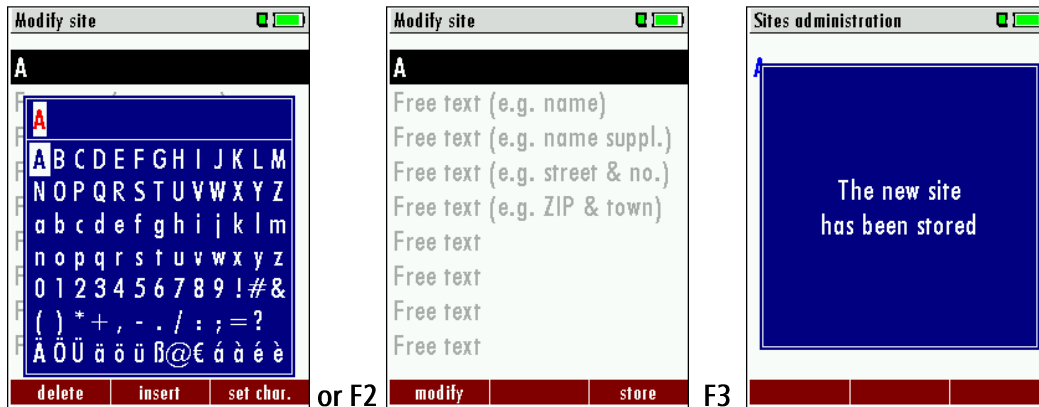 Modify site
A
A
A B C D E F G H I J K L M
N O P Q R S T U V W X Y Z
a b c d e f g h i j k l m
n o p q r s t u v w x y z
0 1 2 3 4 5 6 7 8 9 ! # &
( ) * + , - . / : ; = ?
Ä Ö Ü ä ö ü ß @ € á à é è
delete insert set char.
or F2
Modify site
A
Free text (e.g. name)
Free text (e.g. name suppl.)
Free text (e.g. street & no.)
Free text (e.g. ZIP & town)
Free text
Free text
Free text
Free text
modify store
F3
Sites administration
A
The new site
has been stored